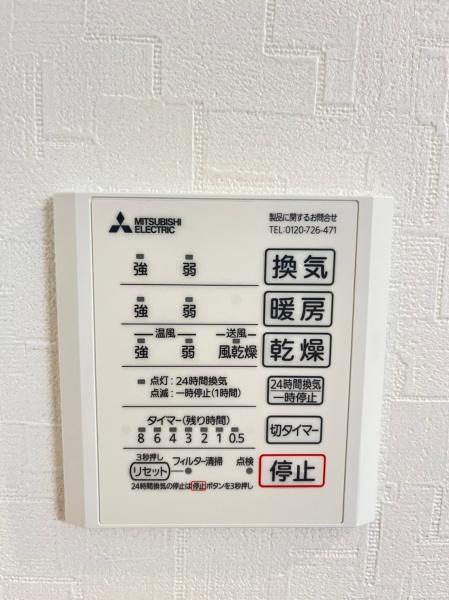 MITSUBISHI
ELECTRIC
製品に関するお問合せ
TEL:0120-726-471
強 弱 換気
強 弱 暖房
温風 送風
強 弱 風乾燥 乾燥
点灯:24時間換気
点滅:一時停止(1時間)
24時間換気
一時停止
タイマー(残り時間)
8 6 4 3 2 1 0.5
切タイマー
3秒押し
リセット フィルター清掃 点検
停止
24時間換気の停止は停止ボタンを3秒押し